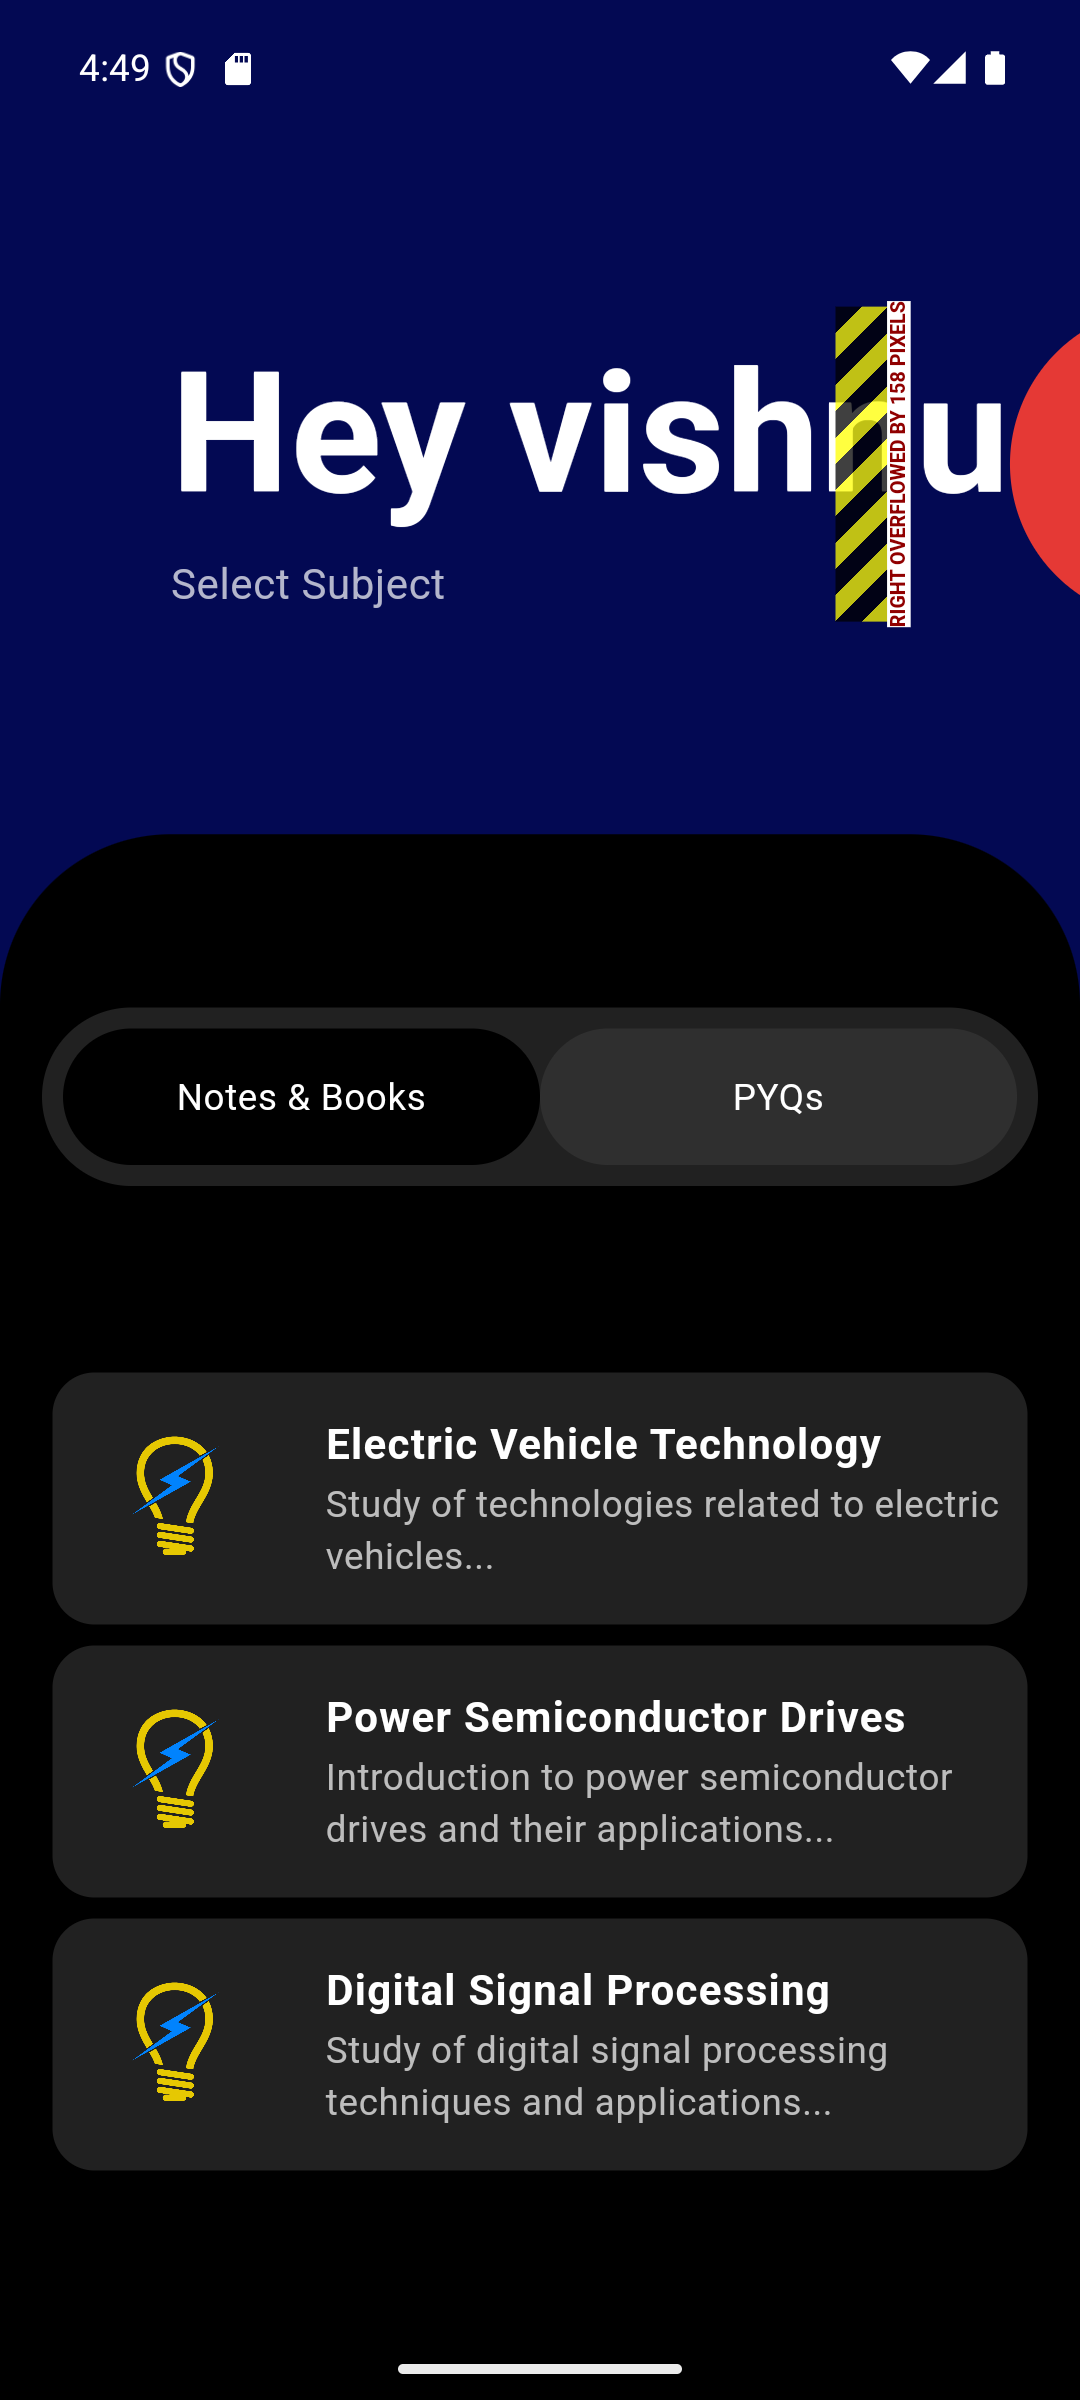 4:49
Hey vishnu
RIGHT OVERFLOWED BY 158 PIXELS
Select Subject
Notes & Books
PYQs
Electric Vehicle Technology
Study of technologies related to electric
vehicles...
Power Semiconductor Drives
Introduction to power semiconductor
drives and their applications...
Digital Signal Processing
Study of digital signal processing
techniques and applications...